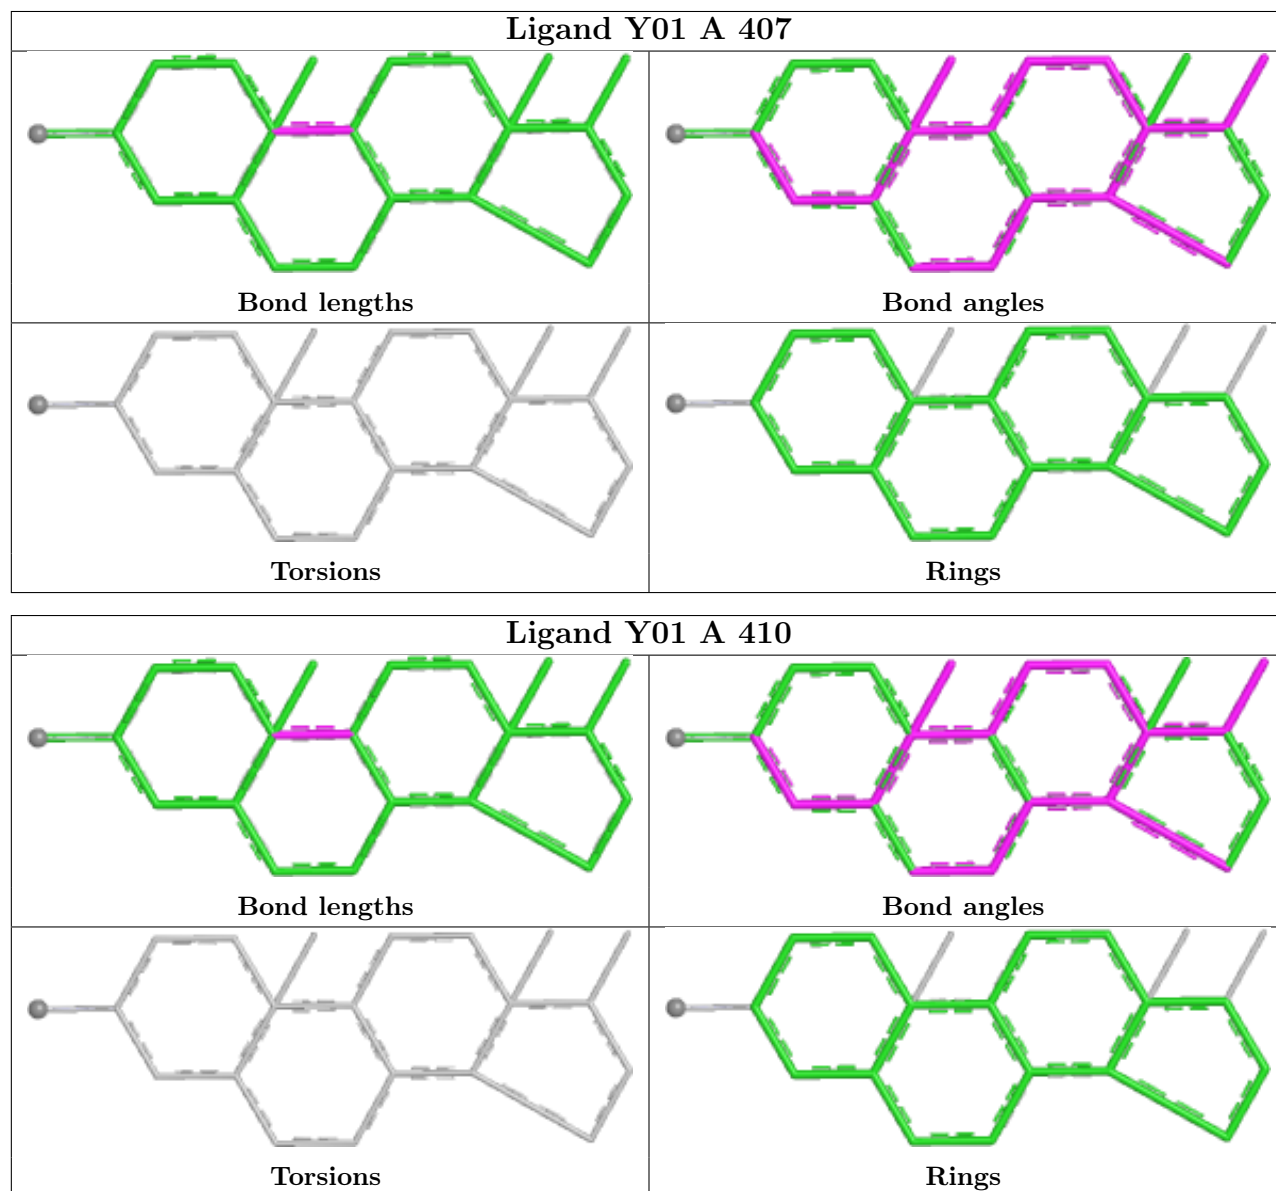 Ligand Y01 A 407
Bond lengths
Bond angles
Torsions
Rings
Ligand Y01 A 410
Bond lengths
Bond angles
Torsions
Rings